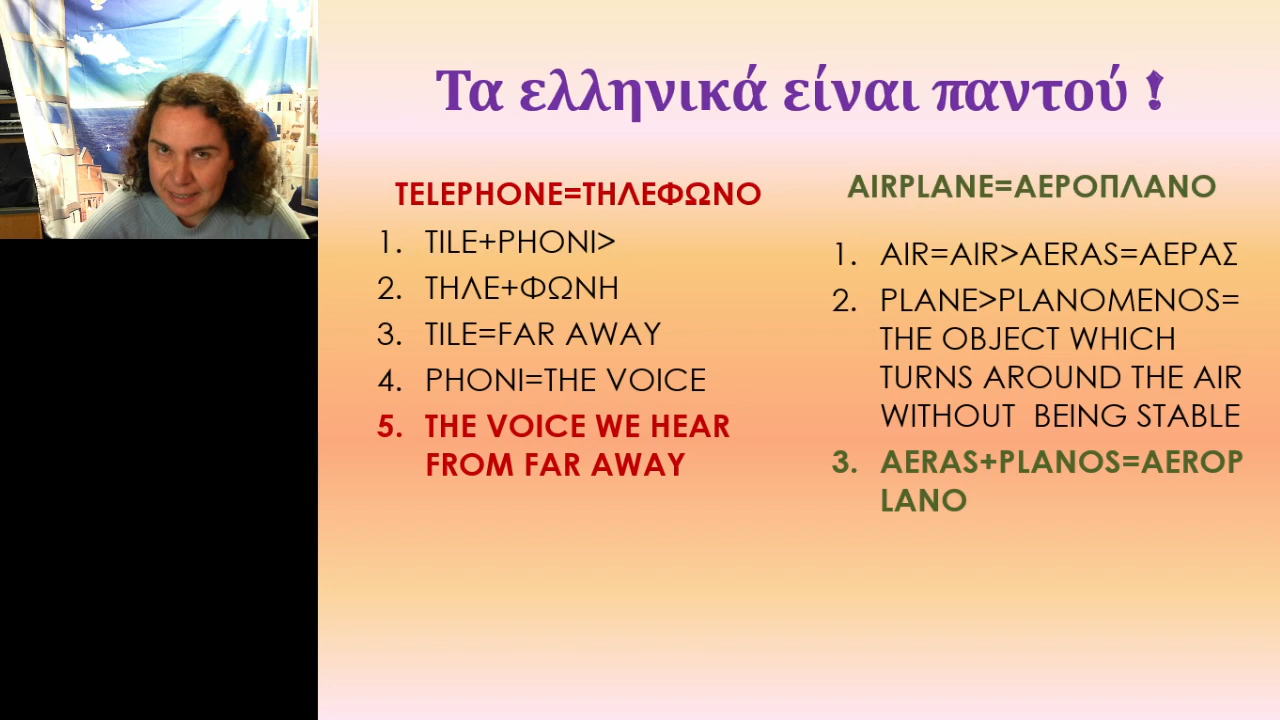 Τα ελληνικά είναι παντού !
TELEPHONE=ΤΗΛΕΦΩΝΟ
1. TILE+PHONI>
2. ΤΗΛΕ+ΦΩΝΗ
3. TILE=FAR AWAY
4. PHONI=THE VOICE
5. THE VOICE WE HEAR
FROM FAR AWAY
AIRPLANE=ΑΕΡΟΠΛΑΝΟ
1. AIR=AIR>AERAS=ΑΕΡΑΣ
2. PLANE>PLANOMENOS=
THE OBJECT WHICH
TURNS AROUND THE AIR
WITHOUT BEING STABLE
3. AERAS+PLANOS=AEROP
LANO